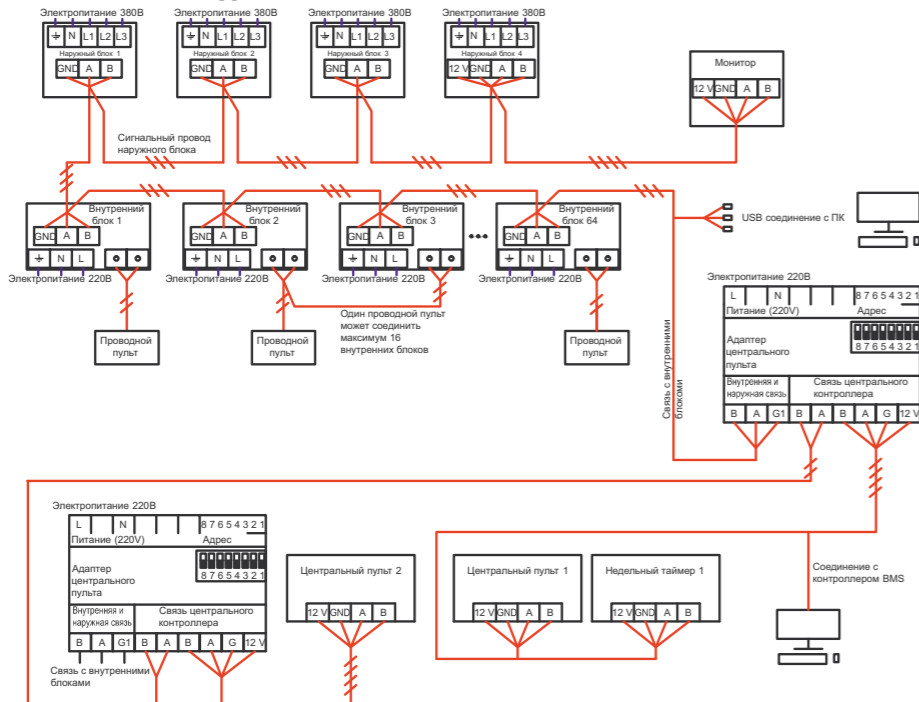 Электропитание 380В
Электропитание 380В
Электропитание 380В
Электропитание 380В
N L1 L2 L3
N L1 L2 L3
N L1 L2 L3
N L1 L2 L3
Наружный блок 1
Наружный блок 2
Наружный блок 3
Наружный блок 4
GND A B
GND A B
GND A B
12 V GND A B
Монитор
12 V GND A B
Сигнальный провод
наружного блока
Внутренний
блок 1
Внутренний
блок 2
Внутренний
блок 3
Внутренний
блок 64
GND A B
GND A B
GND A B
GND A B
N L
N L
N L
N L
Электропитание 220В
Электропитание 220В
Электропитание 220В
Электропитание 220В
USB соединение с ПК
Один проводной пульт
может соединить
максимум 16
внутренних блоков
Проводной
пульт
Проводной
пульт
Проводной
пульт
Связь с внутренними
блоками
Электропитание 220В
L N 8 7 6 5 4 3 2 1
Питание (220V) Адрес
Адаптер
центрального
пульта
8 7 6 5 4 3 2 1
Внутренняя и
наружная связь
Связь центрального
контроллера
B A G1 B A B A G 12 V
Электропитание 220В
L N 8 7 6 5 4 3 2 1
Питание (220V) Адрес
Адаптер
центрального
пульта
8 7 6 5 4 3 2 1
Внутренняя и
наружная связь
Связь центрального
контроллера
B A G1 B A B A G 12 V
Связь с внутренними
блоками
Центральный пульт 2
12 V GND A B
Центральный пульт 1
12 V GND A B
Недельный таймер 1
12 V GND A B
Соединение с
контроллером BMS